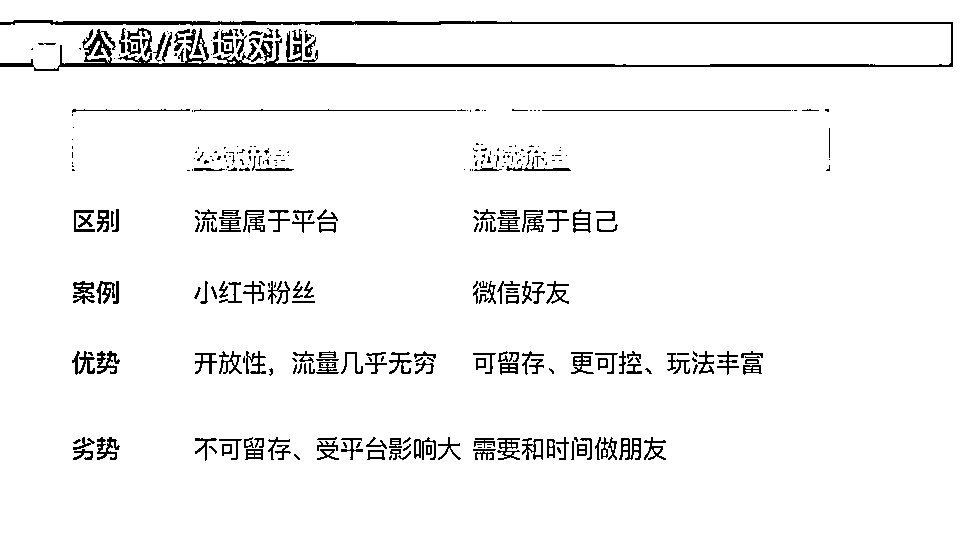 公域/私域对比
公域流量 私域流量
区别 流量属于平台 流量属于自己
案例 小红书粉丝 微信好友
优势 开放性，流量几乎无穷 可留存、更可控、玩法丰富
劣势 不可留存、受平台影响大 需要和时间做朋友